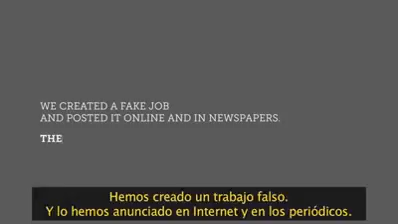 WE CREATED A FAKE JOB
AND POSTED IT ONLINE AND IN NEWSPAPERS.
THE
Hemos creado un trabajo falso.
Y lo hemos anunciado en Internet y en los periódicos.